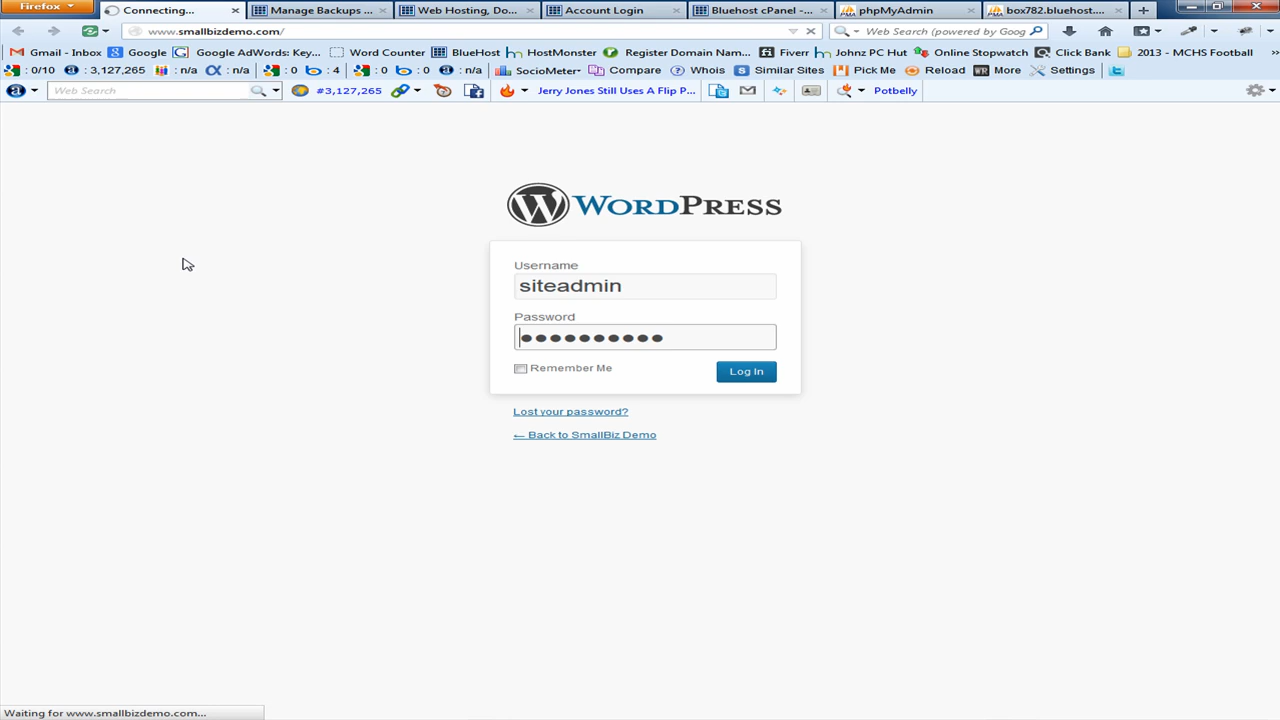 Firefox
Connecting...
Manage Backups ...
Web Hosting, Do...
Account Login
Bluehost cPanel -...
phpMyAdmin
box782.bluehost....
www.smallbizdemo.com/
Web Search (powered by Goog
Gmail - Inbox
Google
Google AdWords: Key...
Word Counter
BlueHost
HostMonster
Register Domain Nam...
Fiverr
Johnz PC Hut
Online Stopwatch
Click Bank
2013 - MCHS Football
: 0/10
: 3,127,265
: n/a
: n/a
: 0
: 4
: 0
: 0
: n/a
SocioMeter
Compare
Whois
Similar Sites
Pick Me
Reload
WR More
Settings
Web Search
#3,127,265
Jerry Jones Still Uses A Flip P...
Potbelly
WORDPRESS
Username
siteadmin
Password
Remember Me
Log In
Lost your password?
← Back to SmallBiz Demo
Waiting for www.smallbizdemo.com...